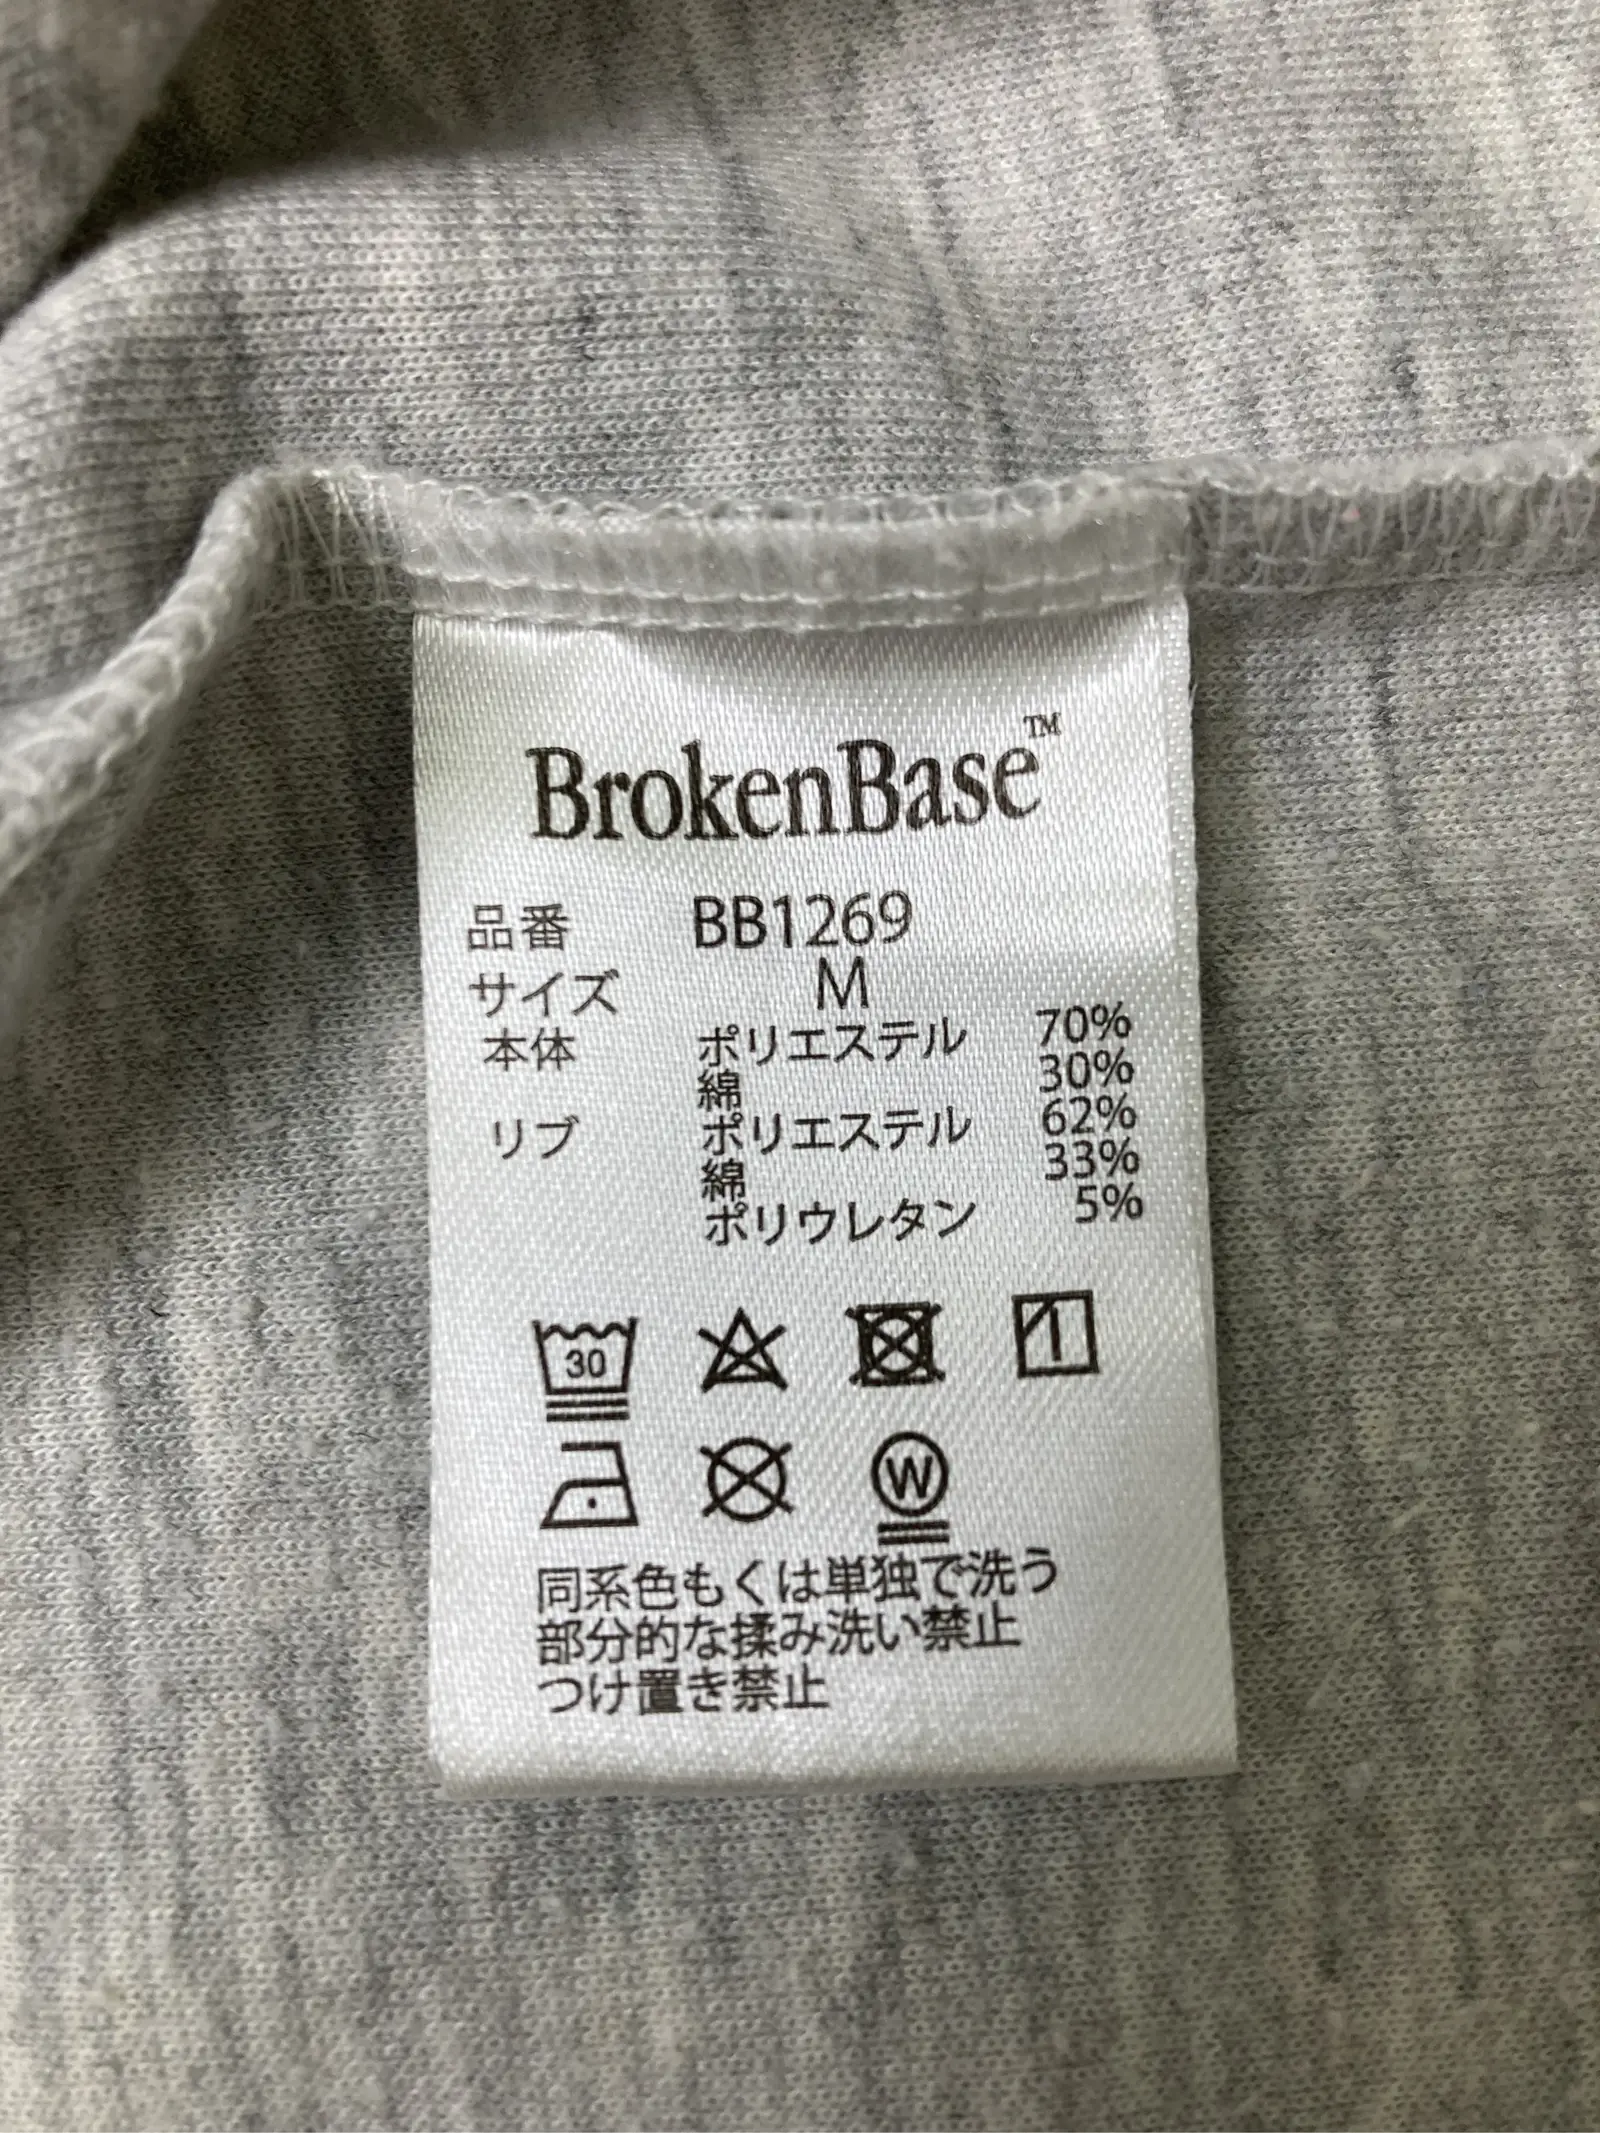 BrokenBase™
品番 BB1269
サイズ M
本体 ポリエステル 70%
綿 30%
リブ ポリエステル 62%
綿 33%
ポリウレタン 5%
30
W
同系色もくは単独で洗う
部分的な揉み洗い禁止
つけ置き禁止